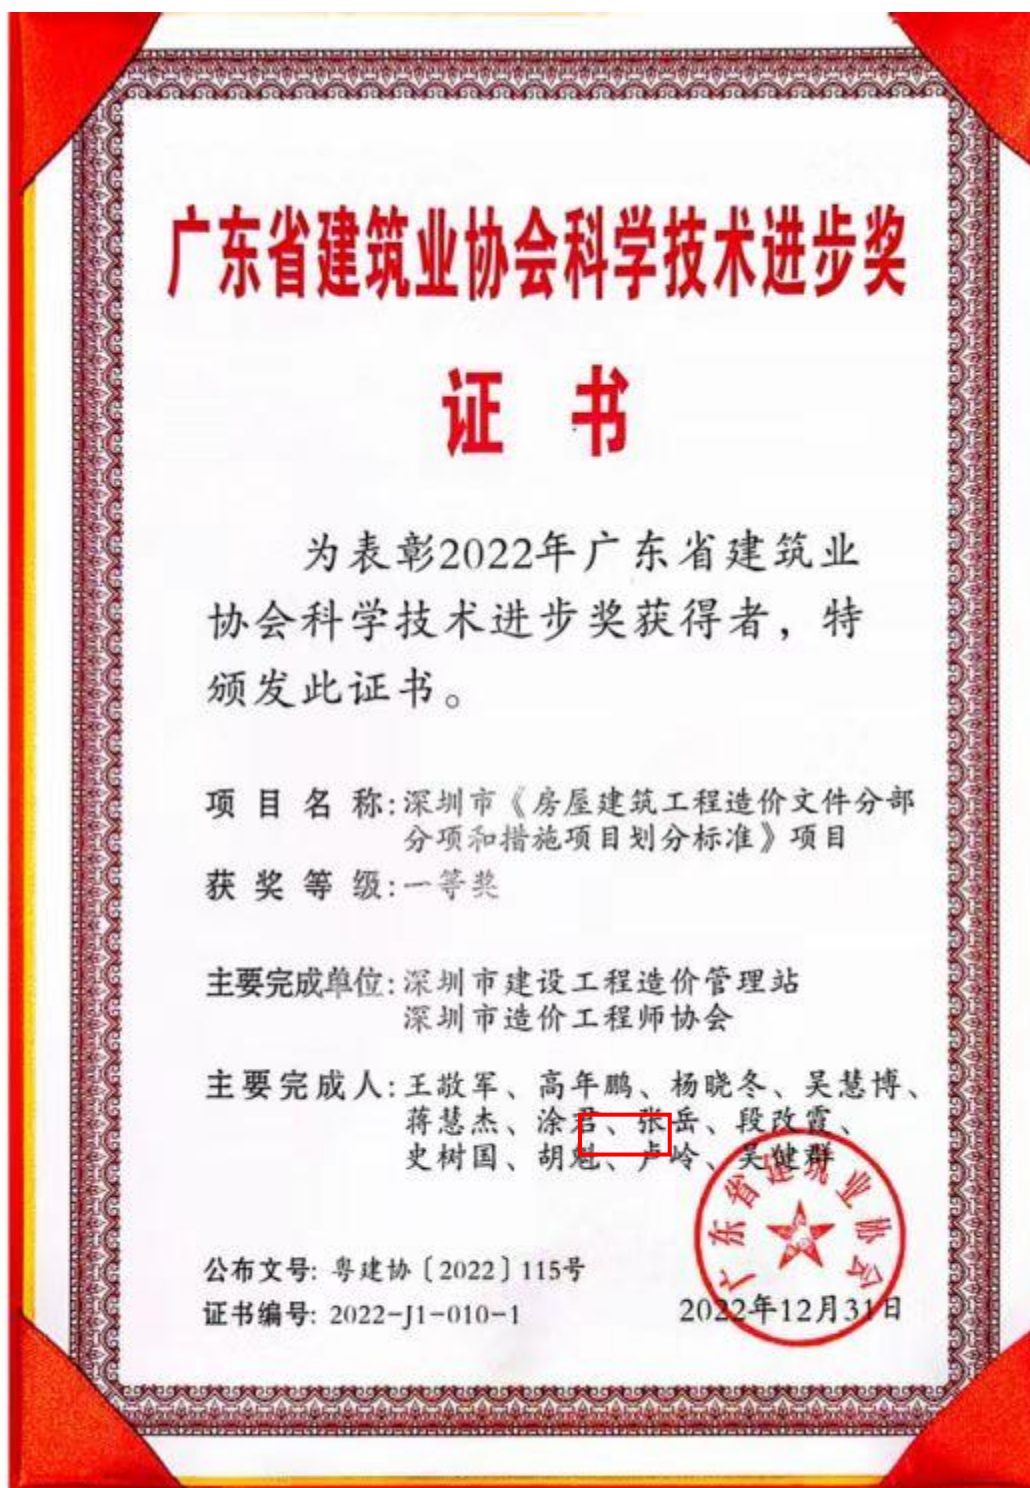 广东省建筑业协会科学技术进步奖
证 书
为表彰2022年广东省建筑业
协会科学技术进步奖获得者，特
颁发此证书。
项目名称:深圳市《房屋建筑工程造价文件分部
分项和措施项目划分标准》项目
获奖等级:一等奖
主要完成单位:深圳市建设工程造价管理站
深圳市造价工程师协会
主要完成人:王敬军、高年鹏、杨晓冬、吴慧博、
蒋慧杰、涂君、张岳、段改霞、
史树国、胡魁、卢岭、吴健群
广东省建筑业协会
公布文号: 粤建协〔2022〕115号
证书编号: 2022-J1-010-1
2022年12月31日